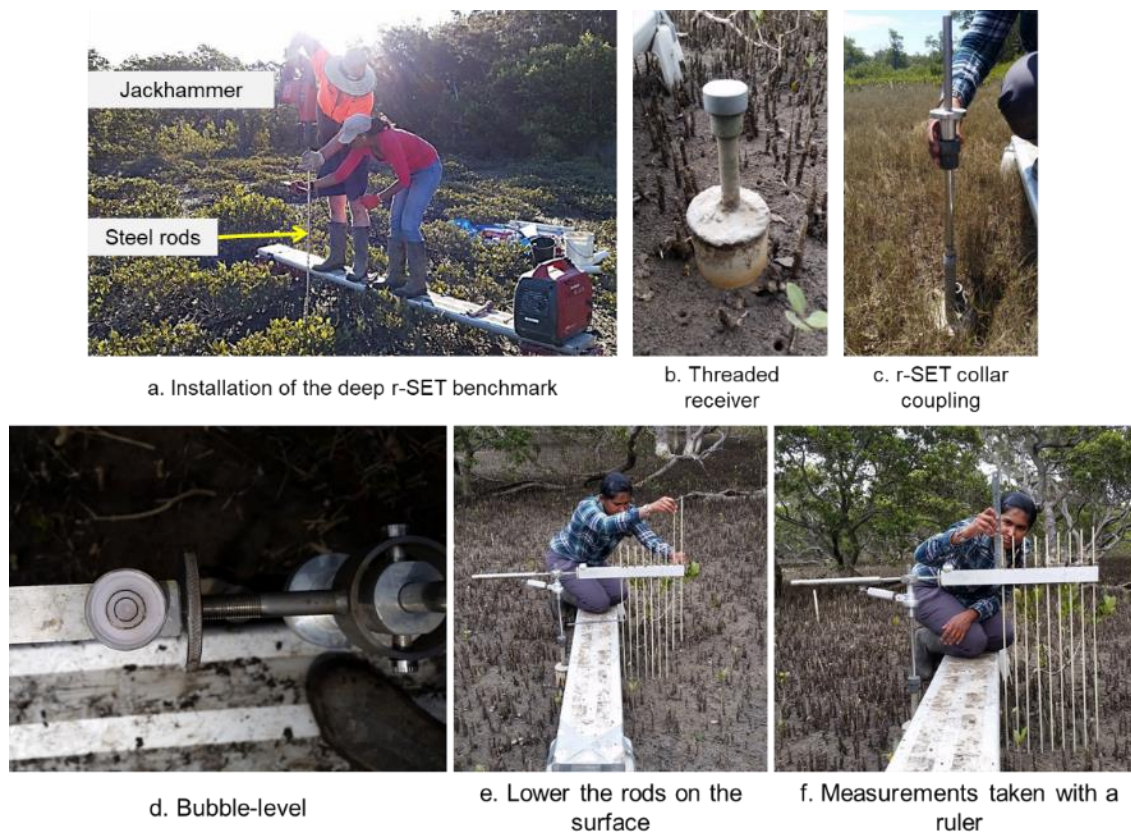 Jackhammer
Steel rods
a. Installation of the deep r-SET benchmark
b. Threaded
receiver
c. r-SET collar
coupling
d. Bubble-level
e. Lower the rods on the
surface
f. Measurements taken with a
ruler